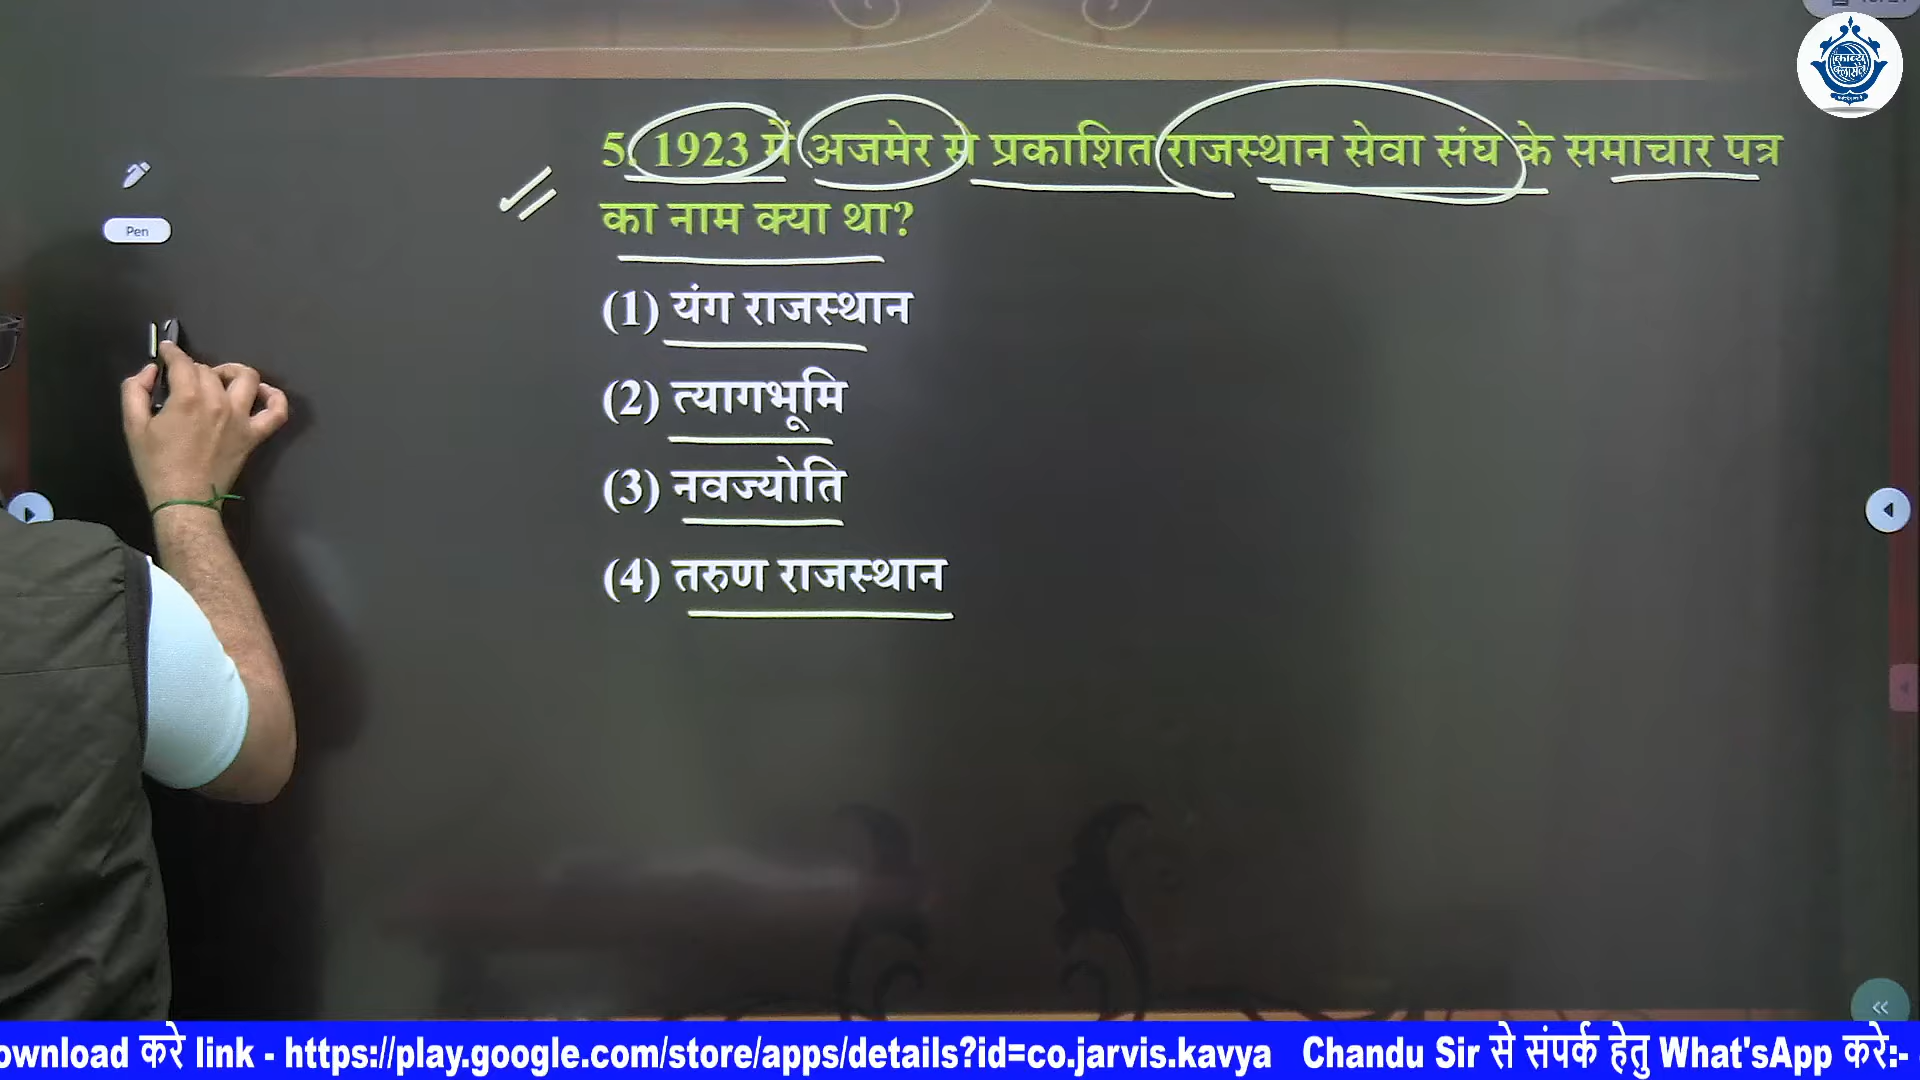 5. 1923 में अजमेर से प्रकाशित राजस्थान सेवा संघ के समाचार पत्र
का नाम क्या था?
Pen
(1) यंग राजस्थान
(2) त्यागभूमि
(3) नवज्योति
(4) तरुण राजस्थान
ownload करे link - https://play.google.com/store/apps/details?id=co.jarvis.kavya Chandu Sir से संपर्क हेतु What'sApp करे:-